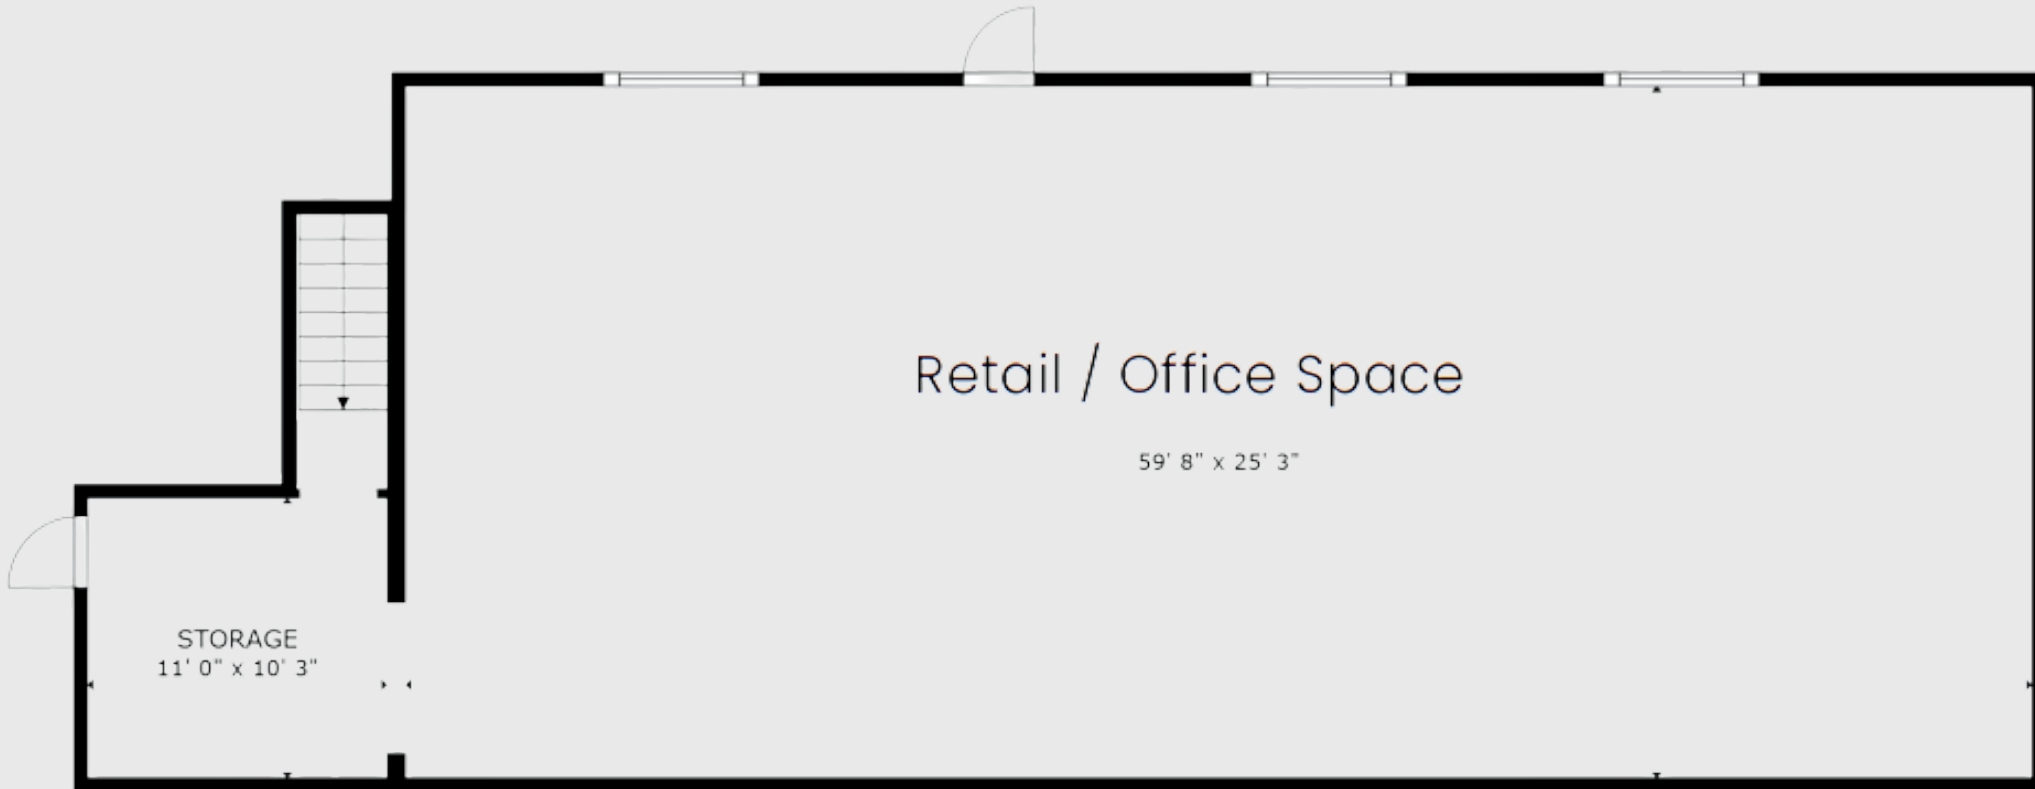 Retail / Office Space
59' 8" x 25' 3"
STORAGE
11' 0" x 10' 3"